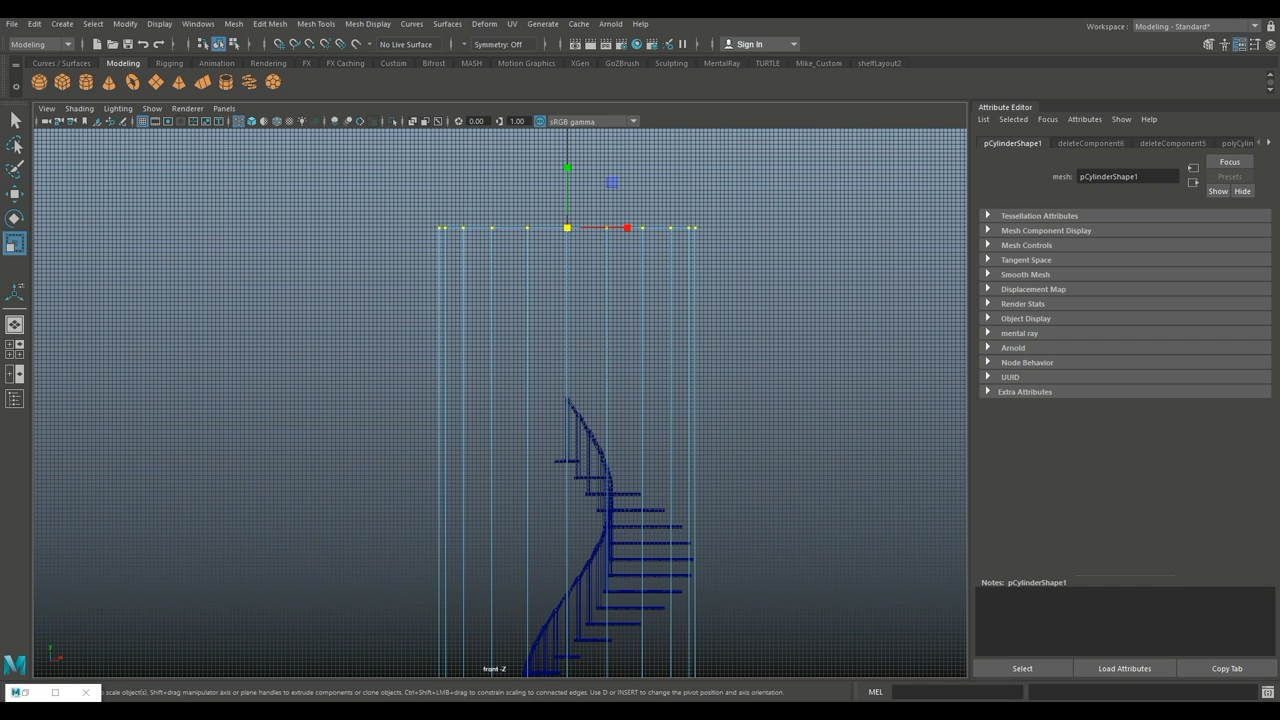 File Edit Create Select Modify Display Windows Mesh Edit Mesh Mesh Tools Mesh Display Curves Surfaces Deform UV Generate Cache Arnold Help
Workspace : Modeling - Standard*
Modeling No Live Surface Symmetry: Off Sign In
Curves / Surfaces Modeling Rigging Animation Rendering FX FX Caching Custom Bifrost MASH Motion Graphics XGen GoZBrush Sculpting MentalRay TURTLE Mike_Custom shelfLayout2
View Shading Lighting Show Renderer Panels
0.00 1.00 sRGB gamma
Attribute Editor
List Selected Focus Attributes Show Help
pCylinderShape1 deleteComponent6 deleteComponent5 polyCylin
Focus
mesh: pCylinderShape1 Presets
Show Hide
Tessellation Attributes
Mesh Component Display
Mesh Controls
Tangent Space
Smooth Mesh
Displacement Map
Render Stats
Object Display
mental ray
Arnold
Node Behavior
UUID
Extra Attributes
Notes: pCylinderShape1
y
front -Z
Select Load Attributes Copy Tab
M to scale object(s). Shift+drag manipulator axis or plane handles to extrude components or clone objects. Ctrl+Shift+LMB+drag to constrain scaling to connected edges. Use D or INSERT to change the pivot position and axis orientation. MEL